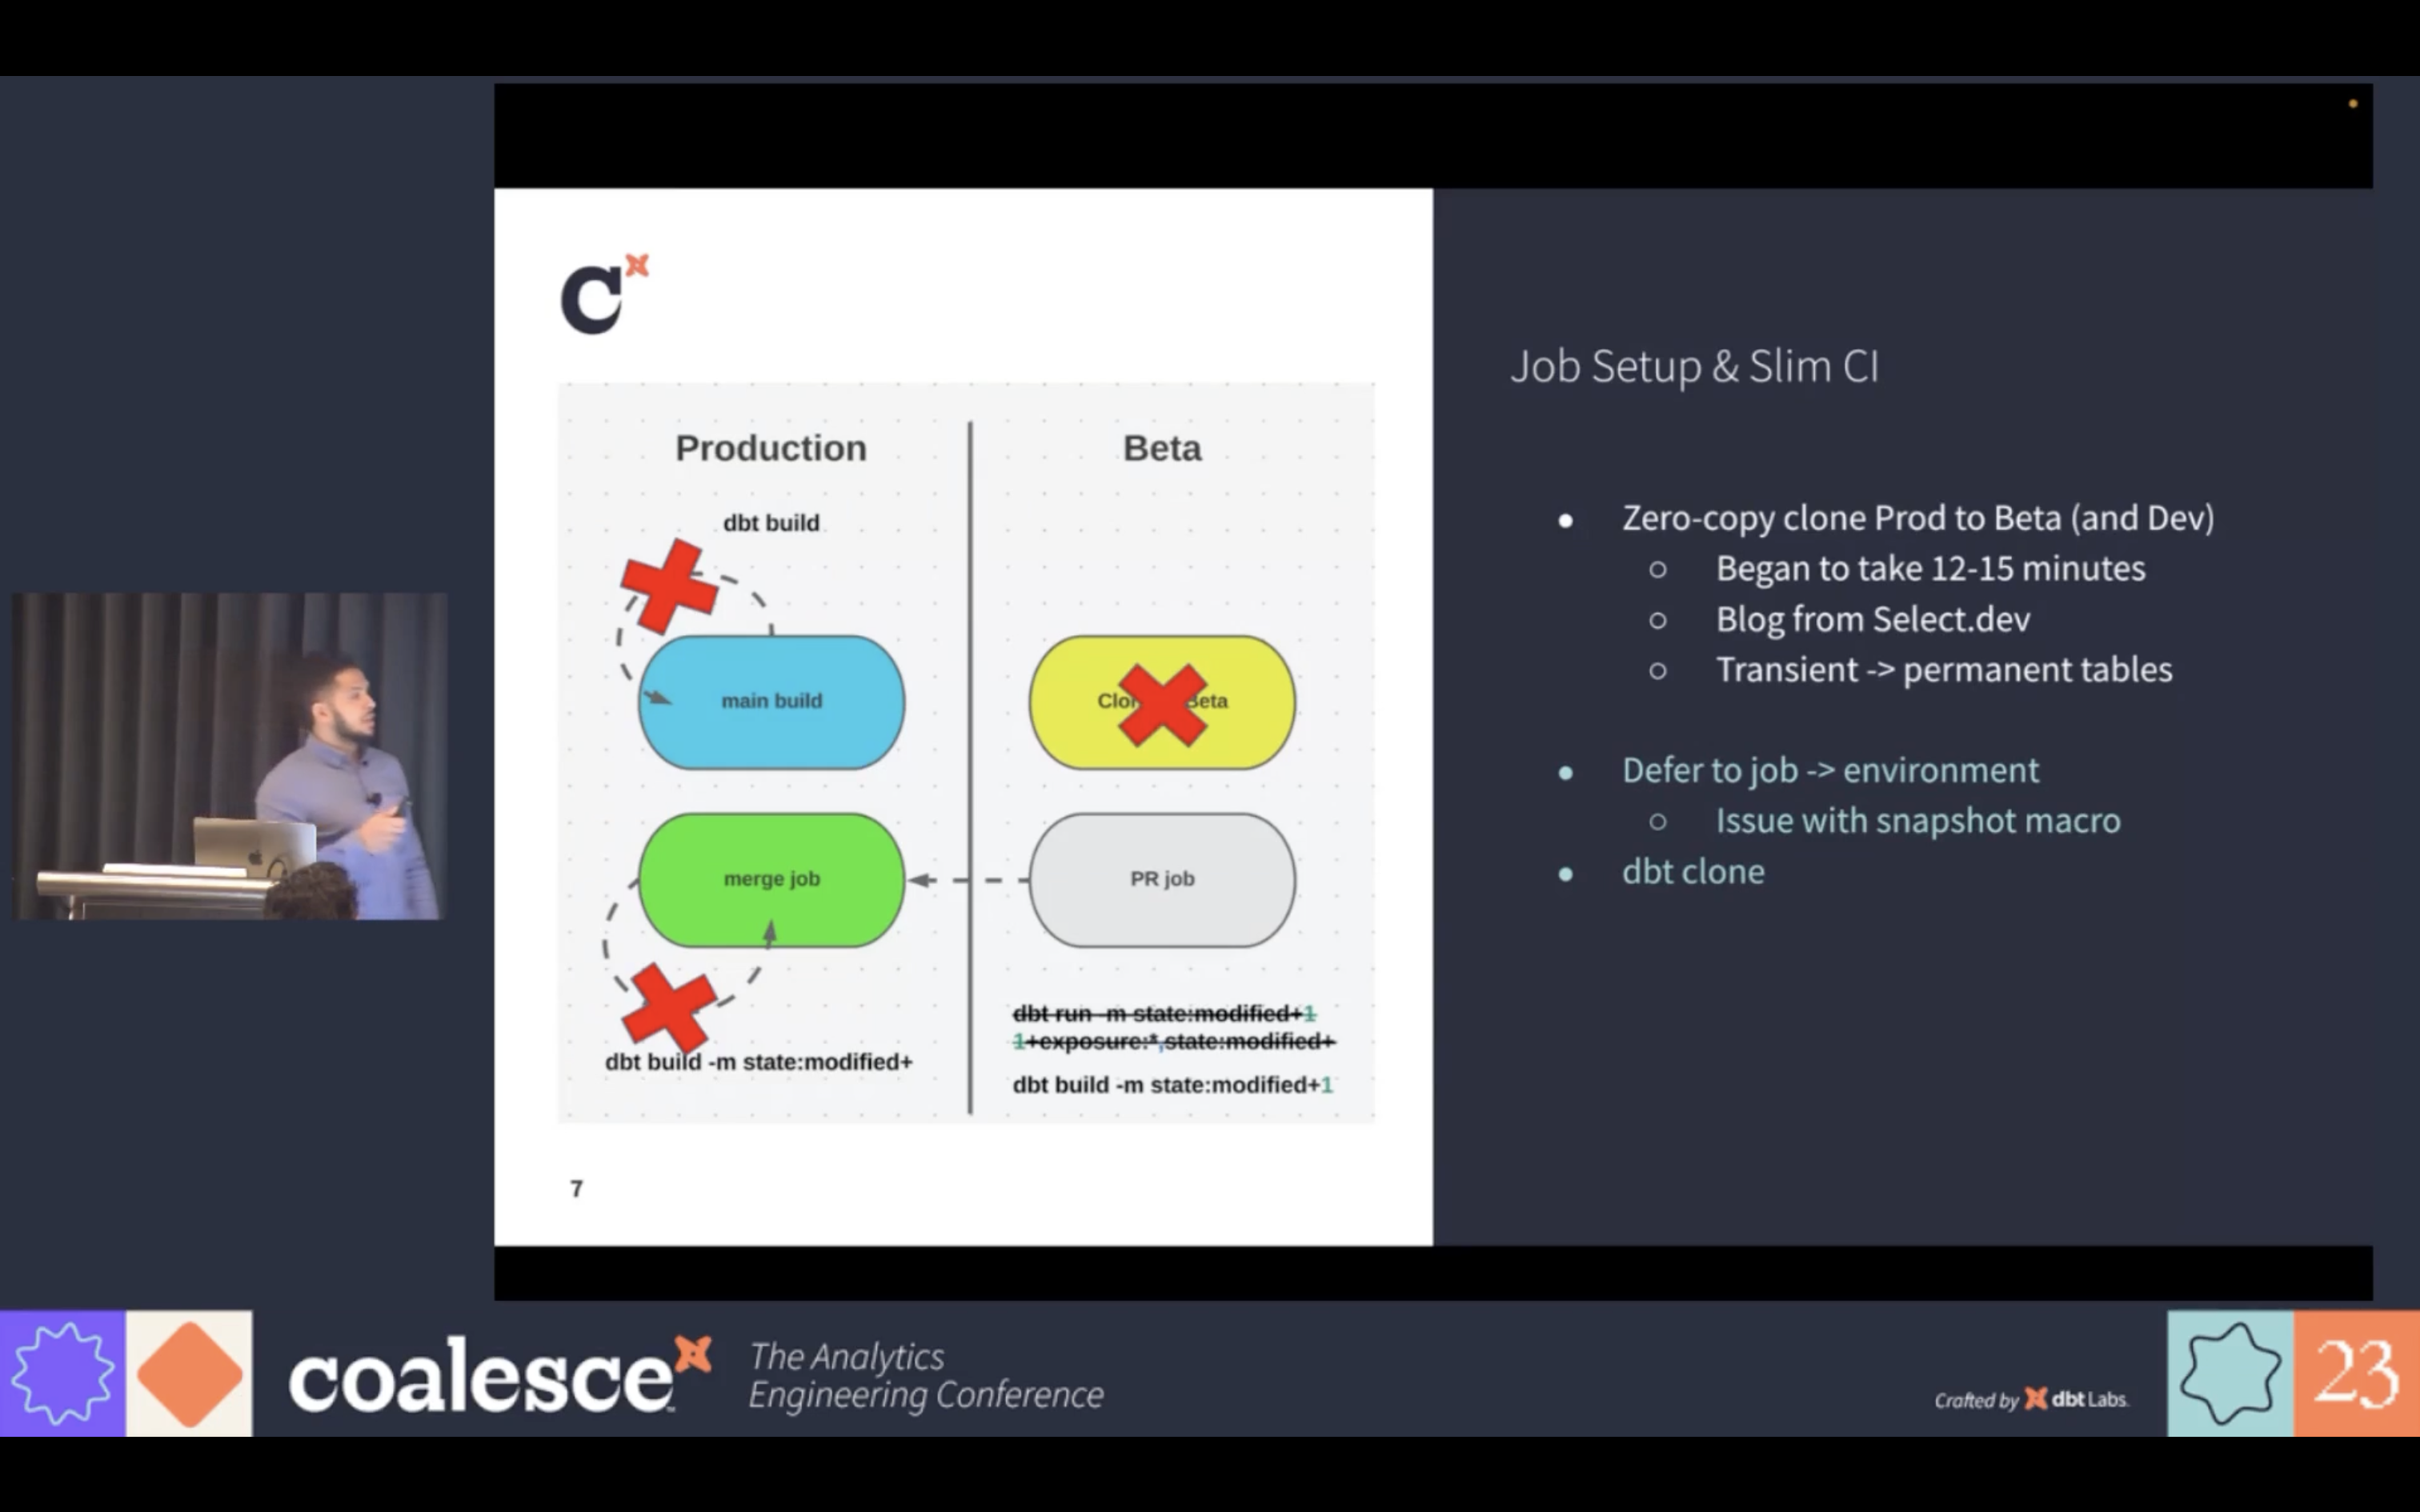 C
Production
Beta
dbt build
main build
Clo Beta
merge job
PR job
dbt build -m state:modified+
dbt run -m state:modified+1
1+exposure:*,state:modified+
dbt build -m state:modified+1
7
Job Setup & Slim CI
● Zero-copy clone Prod to Beta (and Dev)
○ Began to take 12-15 minutes
○ Blog from Select.dev
○ Transient -> permanent tables
● Defer to job -> environment
○ Issue with snapshot macro
● dbt clone
coalesce
The Analytics
Engineering Conference
Crafted by dbt Labs.
23